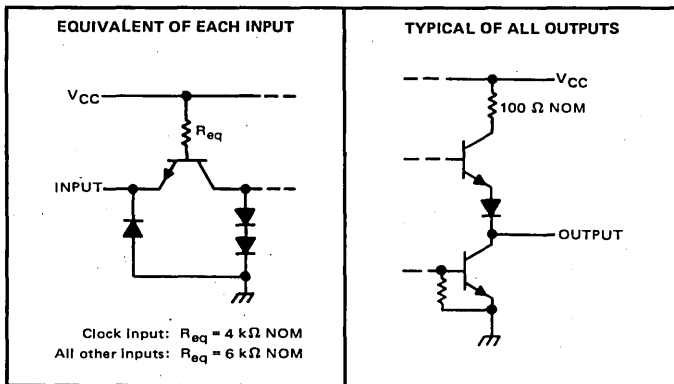 EQUIVALENT OF EACH INPUT
VCC
Req
INPUT
Clock input: Req = 4 kΩ NOM
All other inputs: Req = 6 kΩ NOM
TYPICAL OF ALL OUTPUTS
VCC
100 Ω NOM
OUTPUT